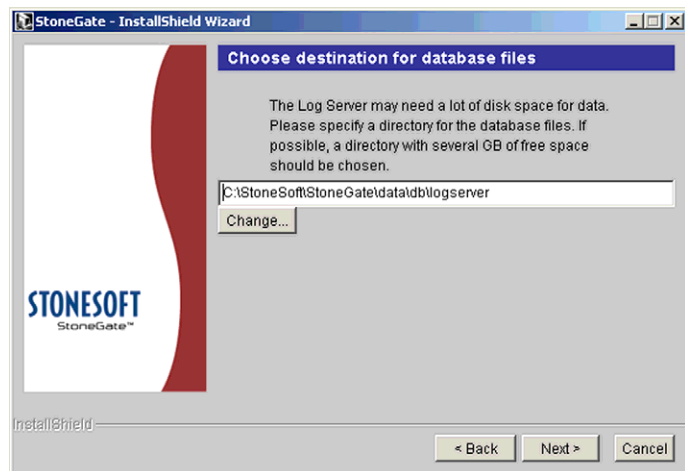 StoneGate - InstallShield Wizard
Choose destination for database files
The Log Server may need a lot of disk space for data.
Please specify a directory for the database files. If
possible, a directory with several GB of free space
should be chosen.
C:\StoneSoft\StoneGate\data\db\logserver
Change...
STONESOFT
StoneGate™
InstallShield
< Back Next > Cancel